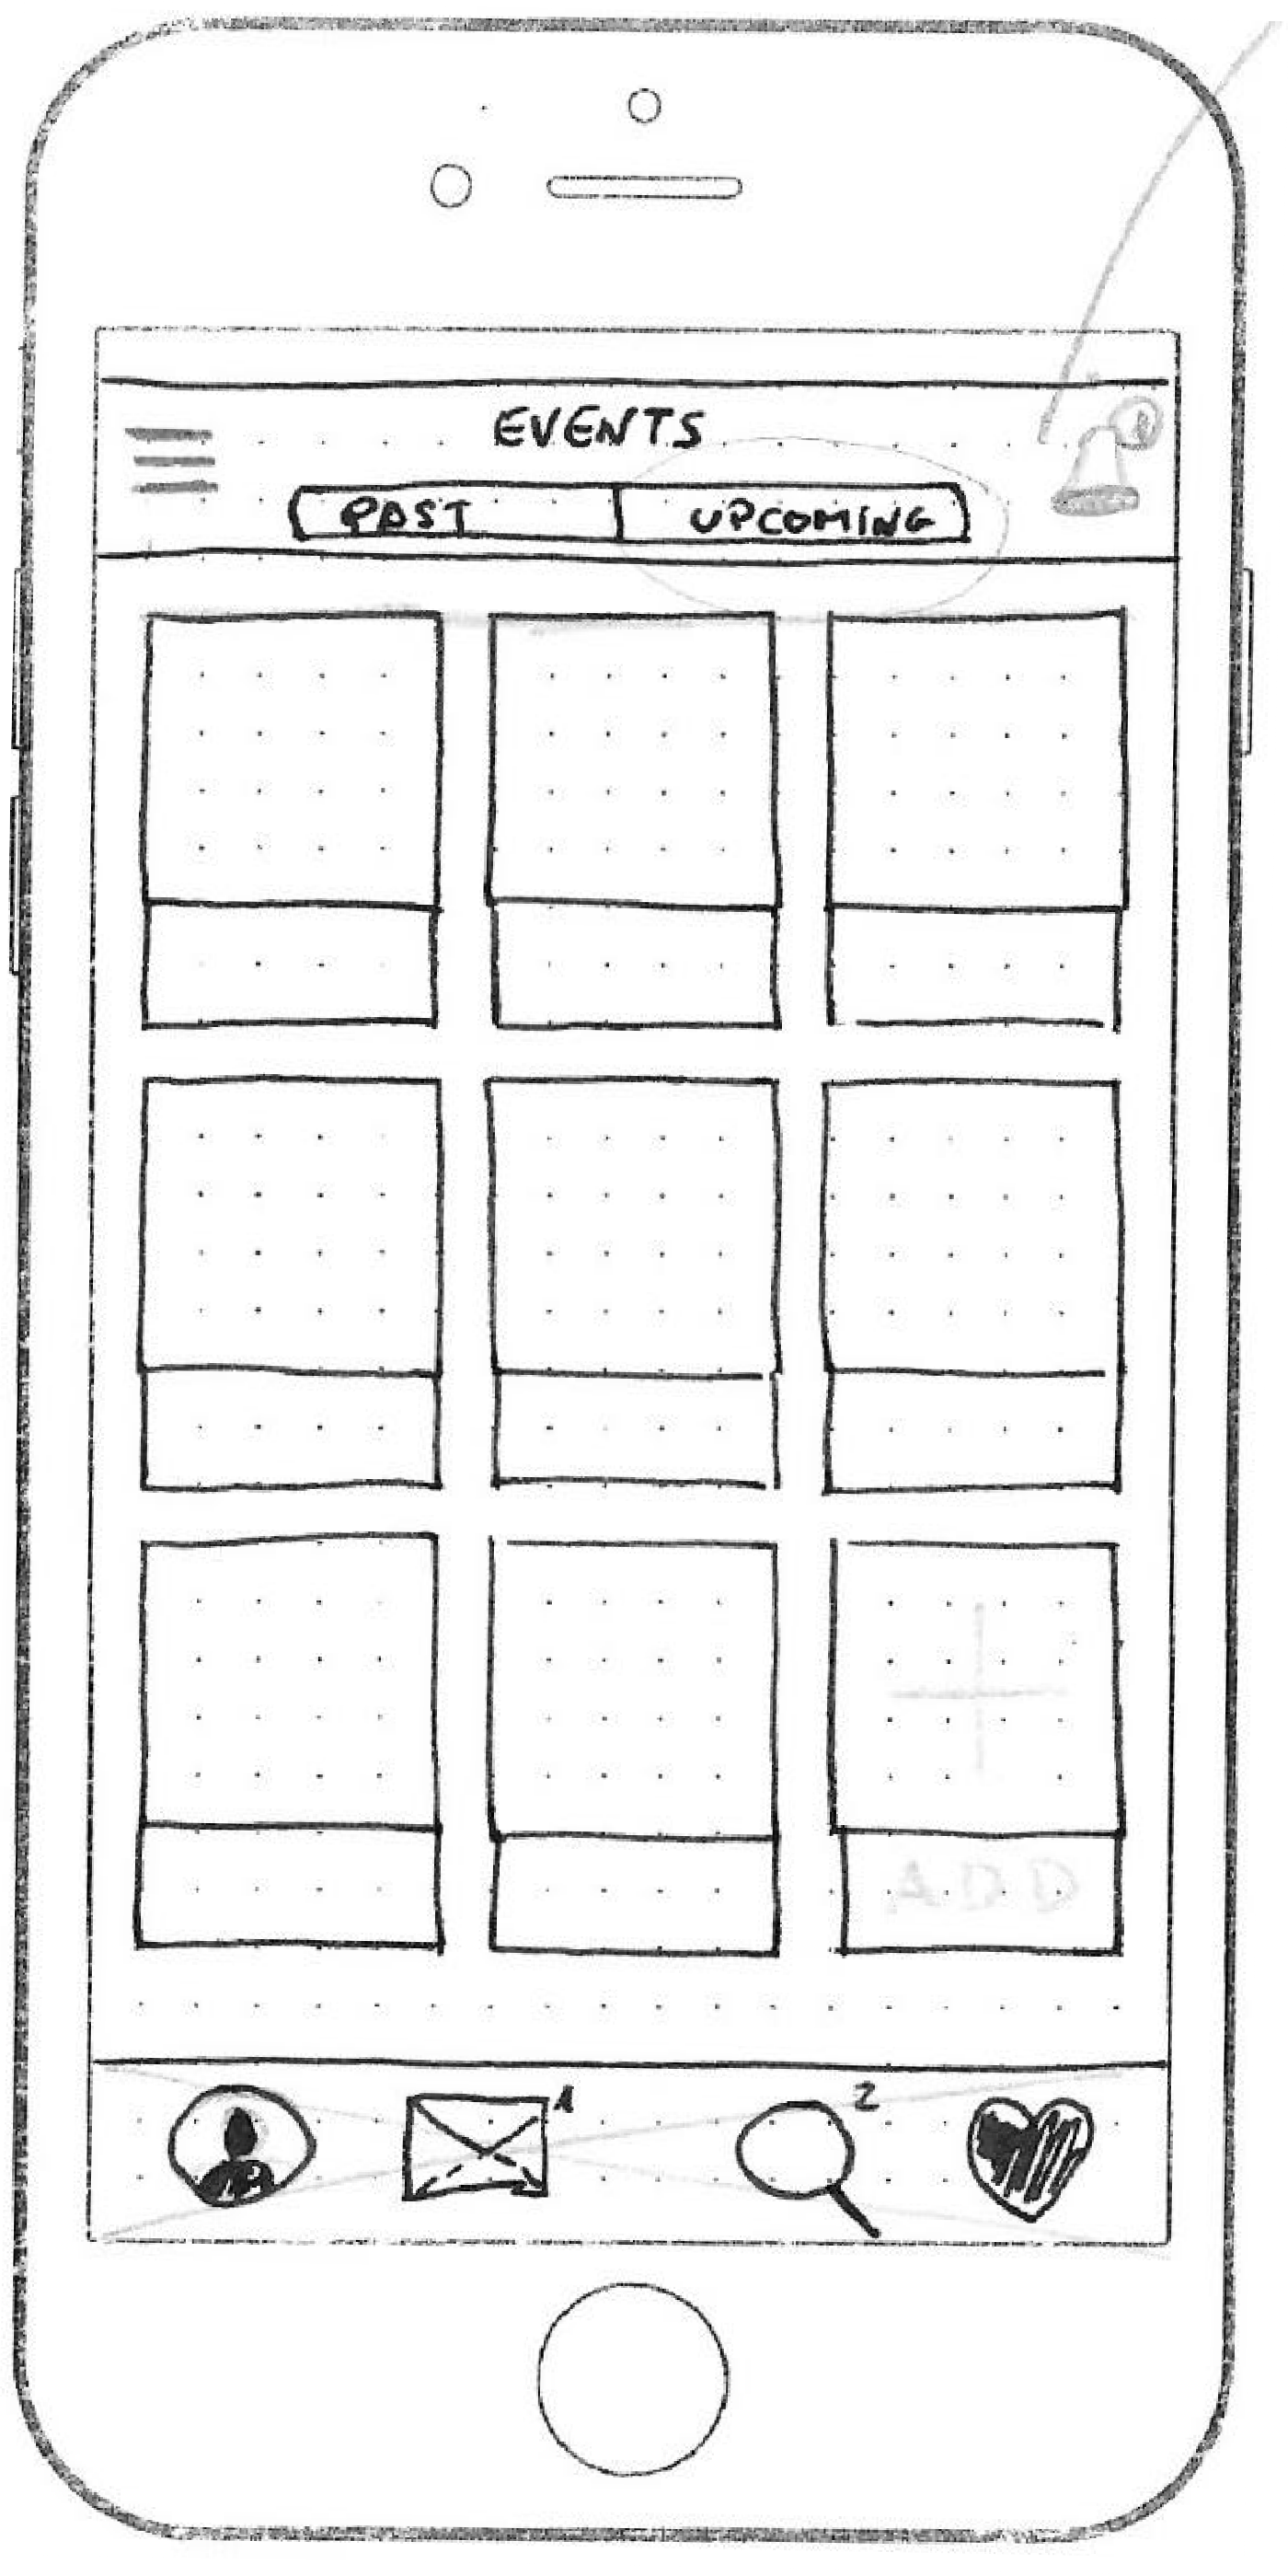 EVENTS
PAST UPCOMING
ADD
1 2